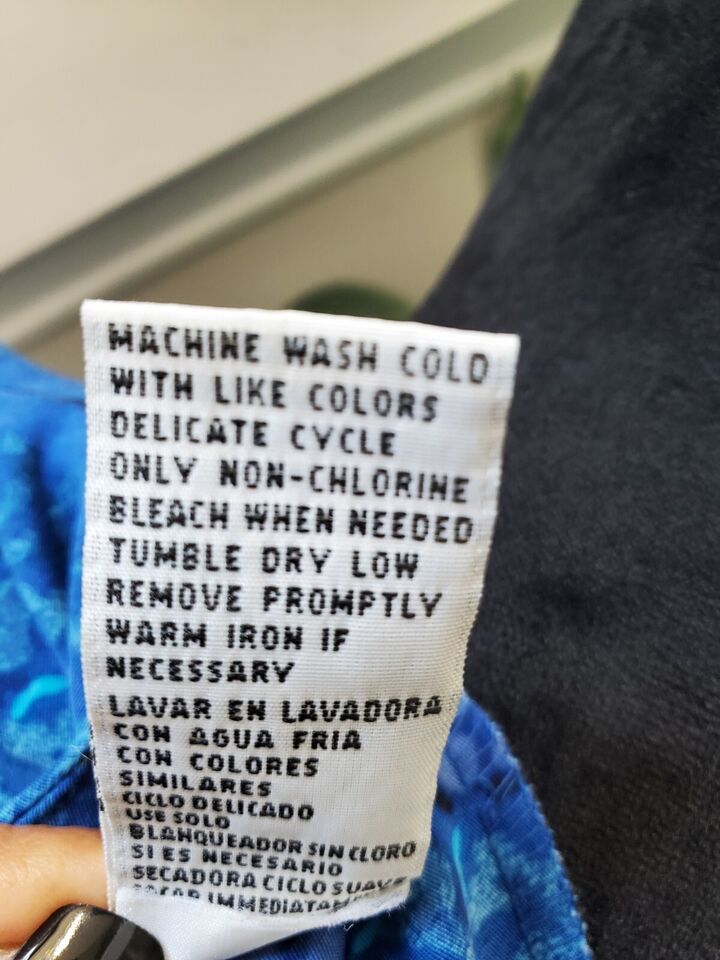 MACHINE WASH COLD
WITH LIKE COLORS
DELICATE CYCLE
ONLY NON-CHLORINE
BLEACH WHEN NEEDED
TUMBLE DRY LOW
REMOVE PROMPTLY
WARM IRON IF
NECESSARY
LAVAR EN LAVADORA
CON AGUA FRIA
CON COLORES
SIMILARES
CICLO DELICADO
USE SOLO
BLANQUEADOR SIN CLORO
SI ES NECESARIO
SECADORA CICLO SUAVE